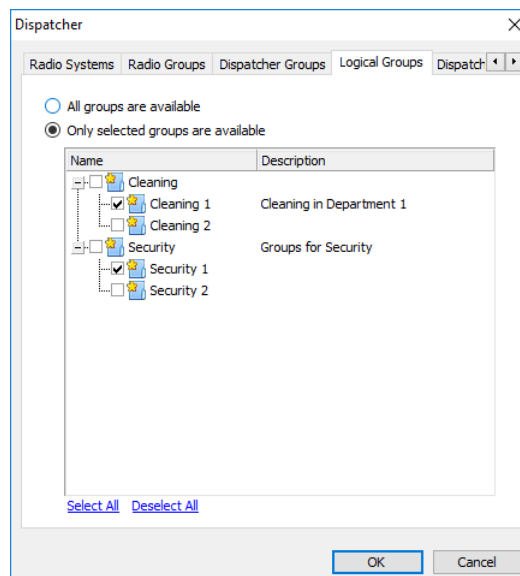 Dispatcher
Radio Systems Radio Groups Dispatcher Groups Logical Groups Dispatch
All groups are available
Only selected groups are available
Name Description
Cleaning
Cleaning 1 Cleaning in Department 1
Cleaning 2
Security Groups for Security
Security 1
Security 2
Select All Deselect All
OK Cancel